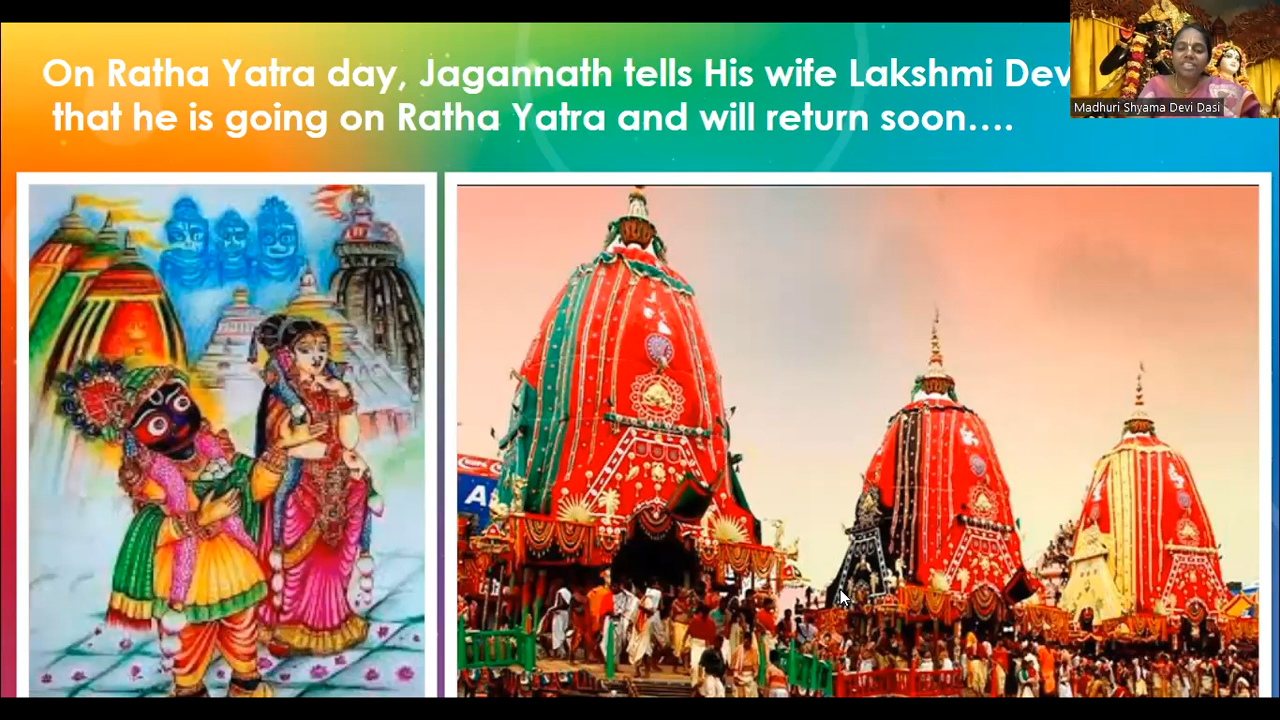 On Ratha Yatra day, Jagannath tells His wife Lakshmi Dev
that he is going on Ratha Yatra and will return soon....
Madhuri Shyama Devi Dasi
A